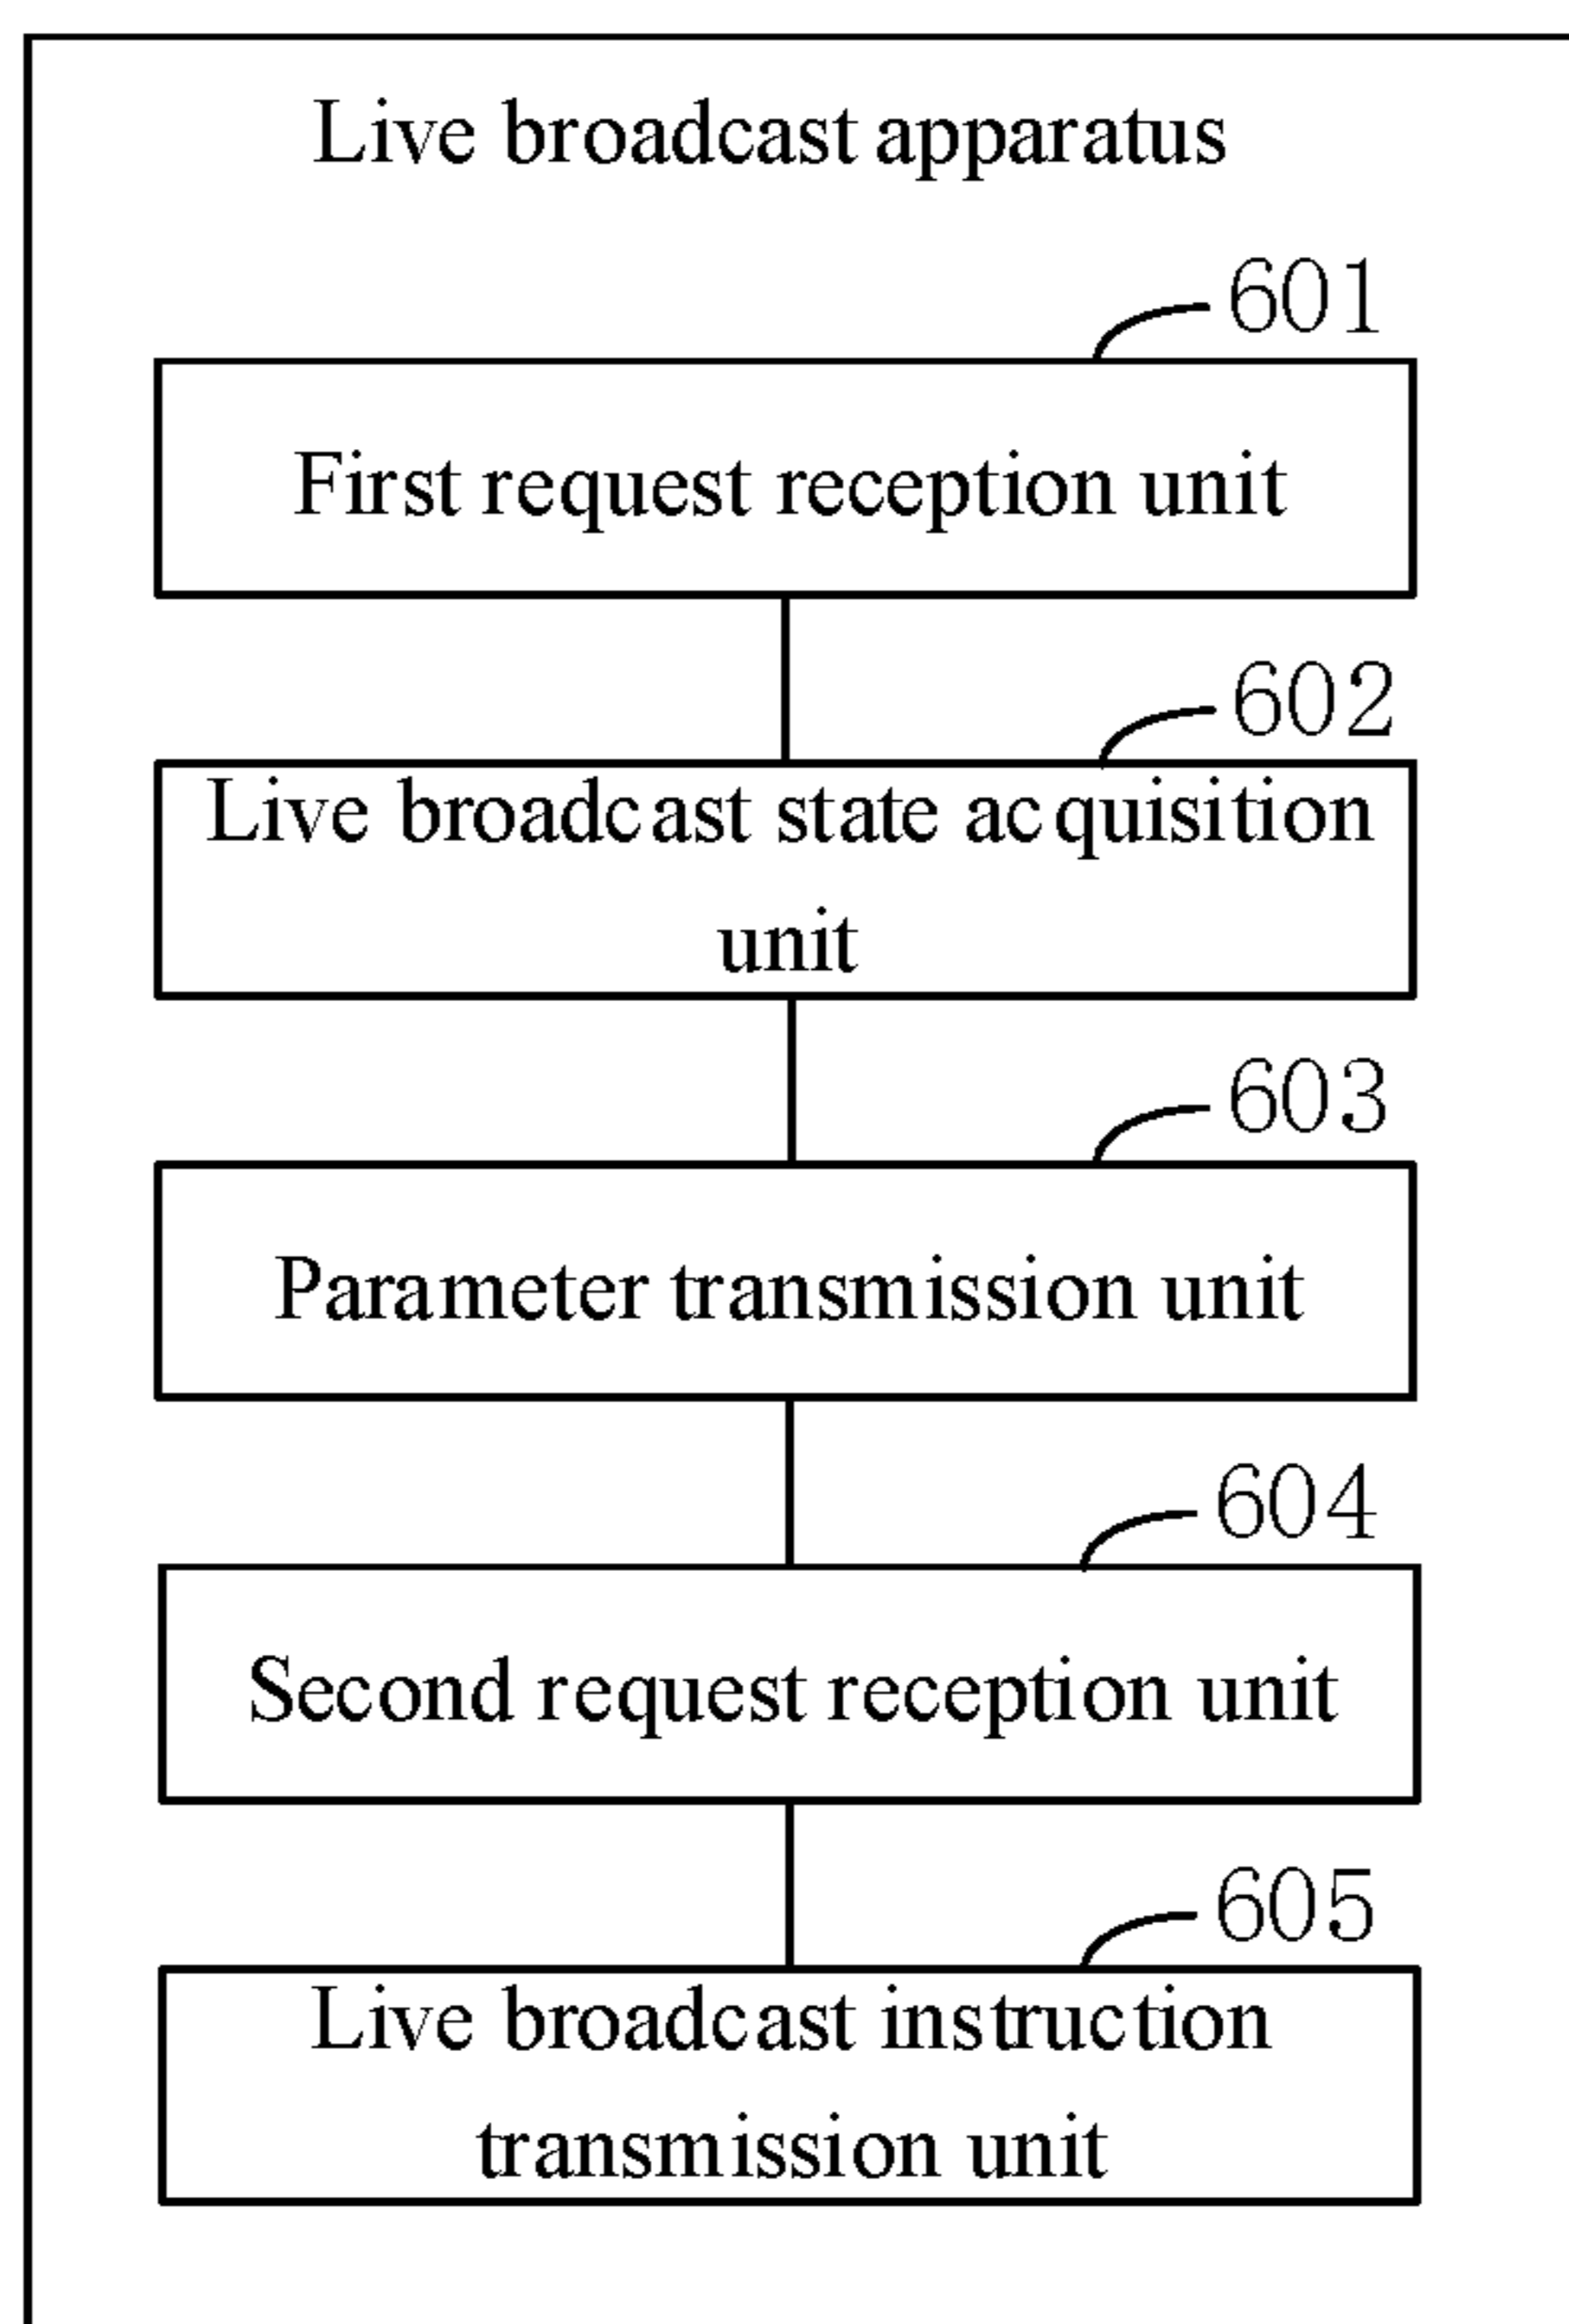 Live broadcast apparatus
601
First request reception unit
602
Live broadcast state acquisition
unit
603
Parameter transmission unit
604
Second request reception unit
605
Live broadcast instruction
transmission unit